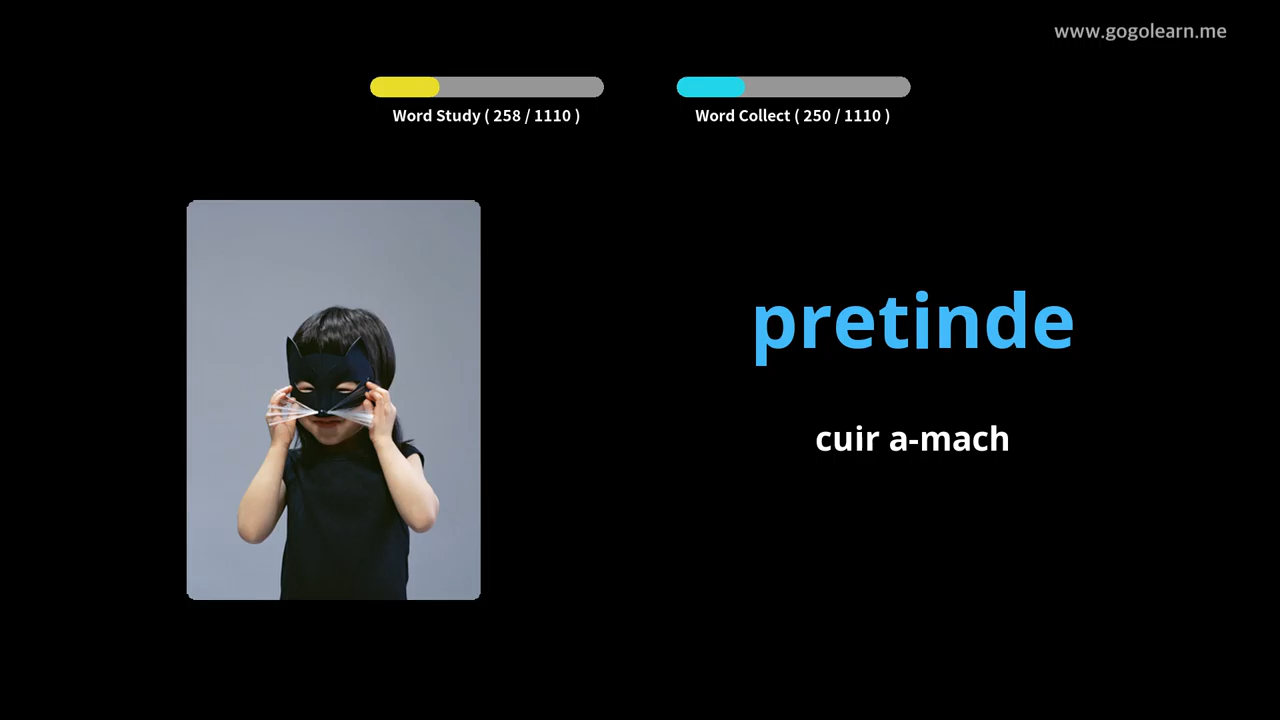 www.gogolearn.me
Word Study ( 258 / 1110 )
Word Collect ( 250 / 1110 )
pretinde
cuir a-mach